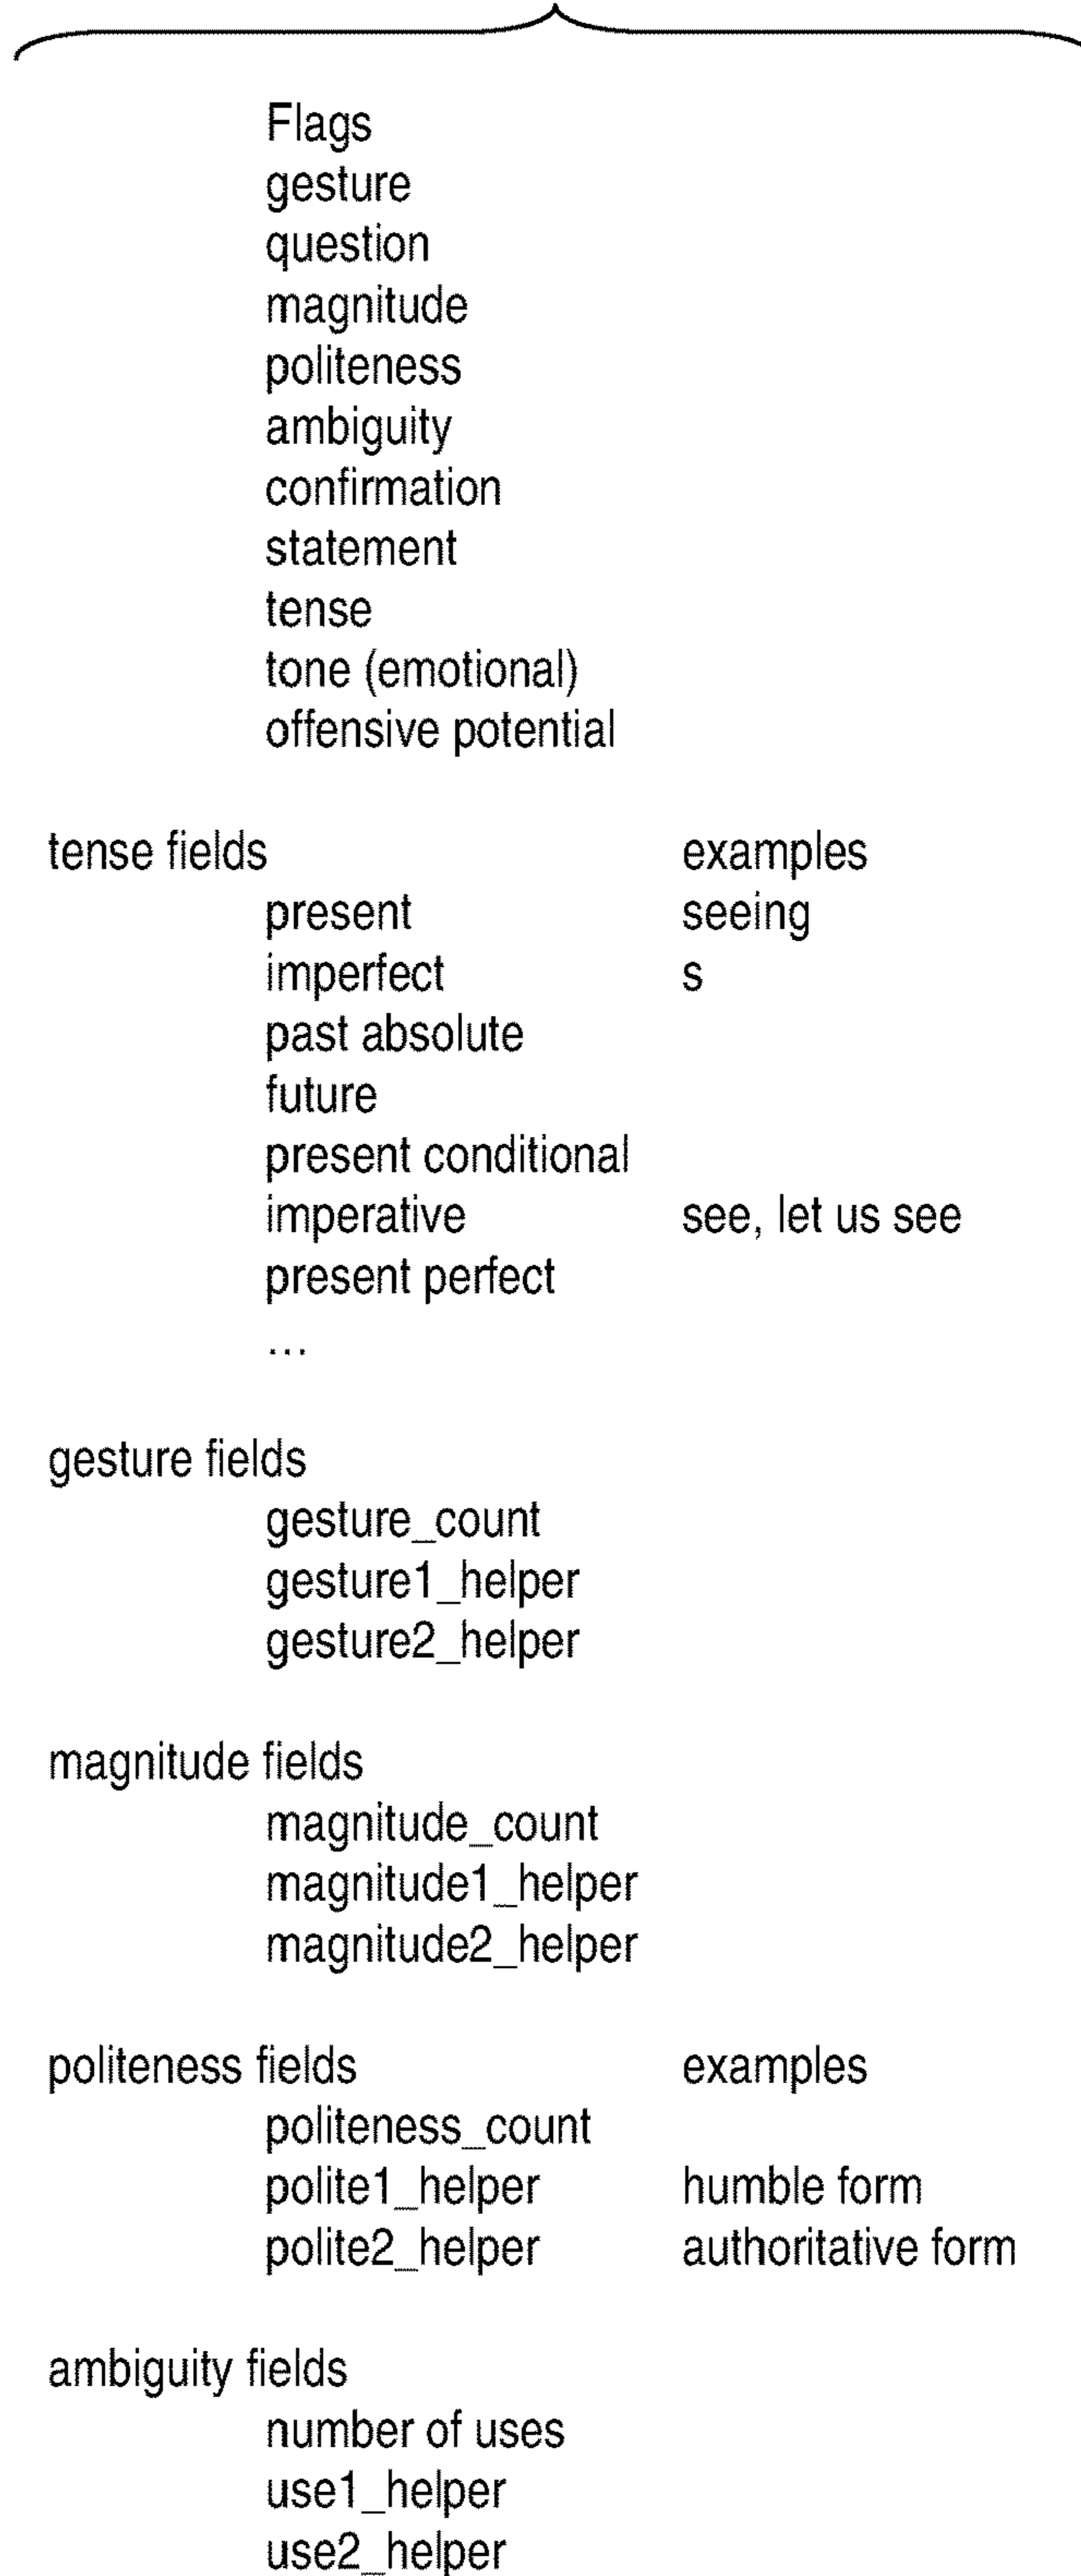 Flags
gesture
question
magnitude
politeness
ambiguity
confirmation
statement
tense
tone (emotional)
offensive potential
tense fields examples
present seeing
imperfect s
past absolute
future
present conditional
imperative see, let us see
present perfect
...
gesture fields
gesture_count
gesture1_helper
gesture2_helper
magnitude fields
magnitude_count
magnitude1_helper
magnitude2_helper
politeness fields examples
politeness_count
polite1_helper humble form
polite2_helper authoritative form
ambiguity fields
number of uses
use1_helper
use2_helper